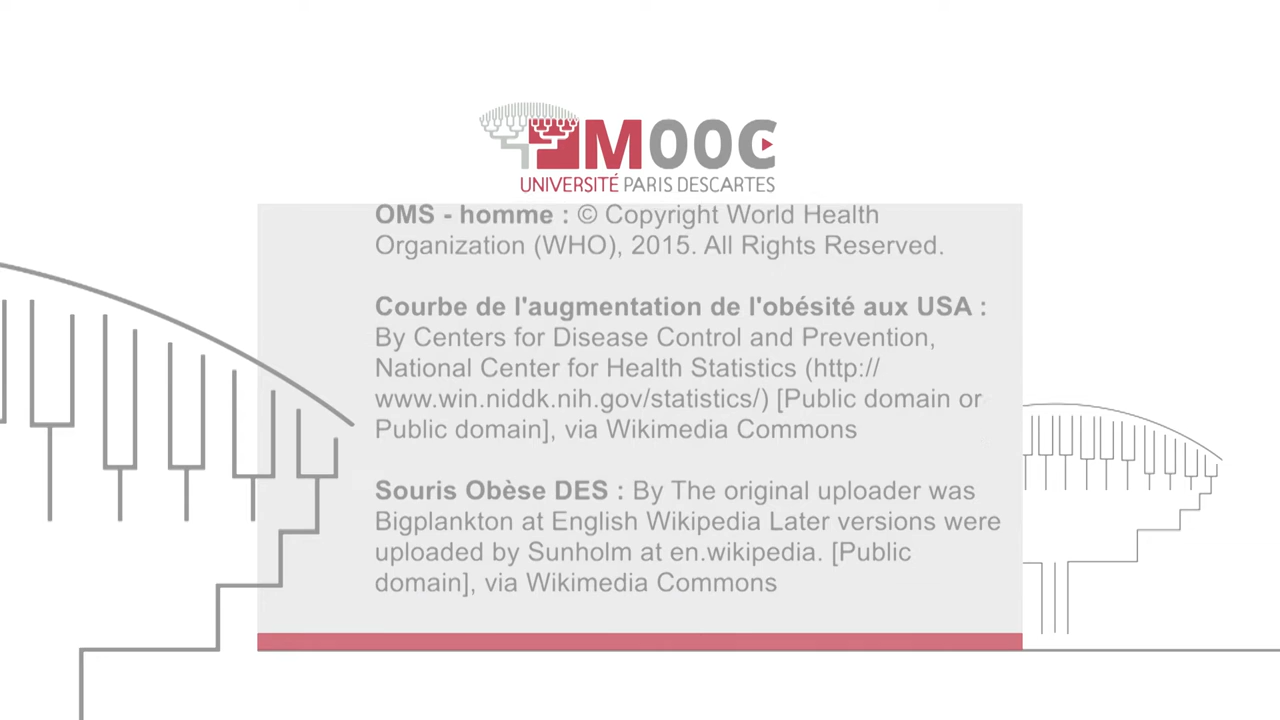 MOOC
UNIVERSITÉ PARIS DESCARTES
OMS - homme : © Copyright World Health
Organization (WHO), 2015. All Rights Reserved.
Courbe de l'augmentation de l'obésité aux USA :
By Centers for Disease Control and Prevention,
National Center for Health Statistics (http://
www.win.niddk.nih.gov/statistics/) [Public domain or
Public domain], via Wikimedia Commons
Souris Obèse DES : By The original uploader was
Bigplankton at English Wikipedia Later versions were
uploaded by Sunholm at en.wikipedia. [Public
domain], via Wikimedia Commons